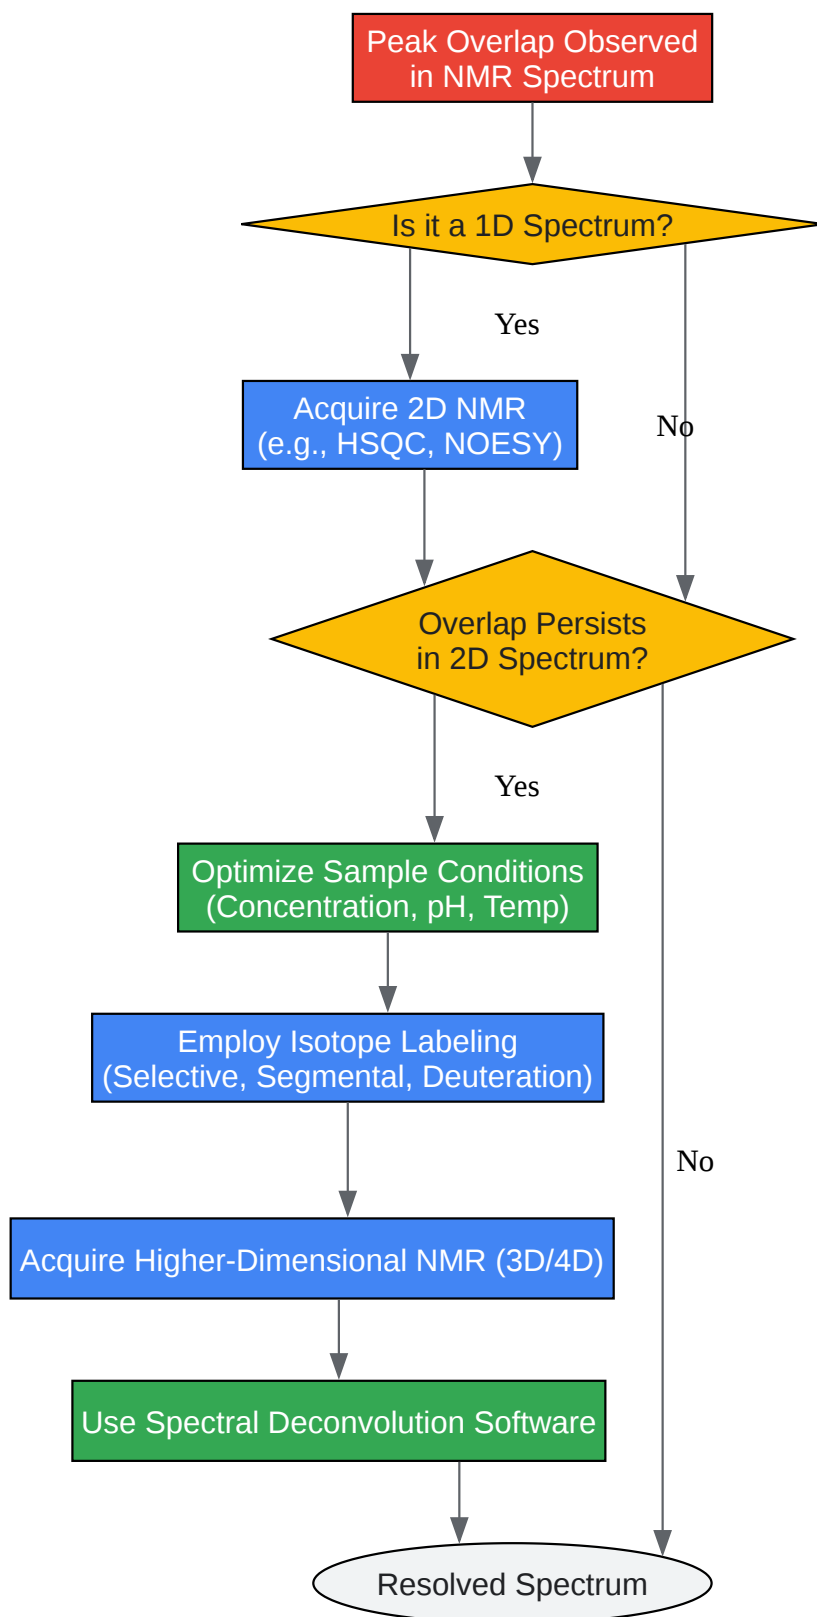 Peak Overlap Observed
in NMR Spectrum
Is it a 1D Spectrum?
Yes
Acquire 2D NMR
(e.g., HSQC, NOESY)
No
Overlap Persists
in 2D Spectrum?
Yes
Optimize Sample Conditions
(Concentration, pH, Temp)
Employ Isotope Labeling
(Selective, Segmental, Deuteration)
No
Acquire Higher-Dimensional NMR (3D/4D)
Use Spectral Deconvolution Software
Resolved Spectrum